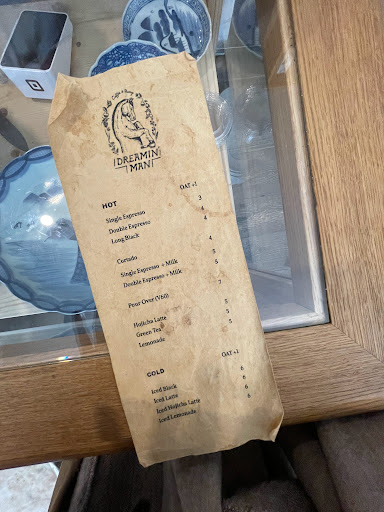 Coffee & Tea
DREAMIN
MAN
HOT OAT +1
Single Espresso 3
Double Espresso 4
Long Black 4
Cortado 4
Single Espresso + Milk 5
Double Espresso + Milk 5
Pour Over (V60) 7
Hojicha Latte 5
Green Tea 5
Lemonade 5
COLD OAT +1
Iced Black 6
Iced Latte 6
Iced Hojicha Latte 6
Iced Lemonade 6